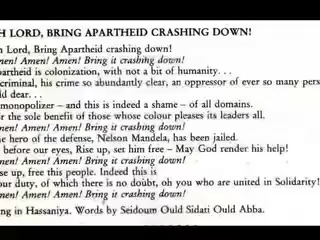 H LORD, BRING APARTHEID CRASHING DOWN!
h Lord, Bring Apartheid crashing down!
men! Amen! Amen! Bring it crashing down!
partheid is colonization, with not a bit of humanity. . .
criminal, his crime so abundantly clear, an oppressor of ever so many pers
ld dear. . .
monopolizer – and this is indeed a shame – of all domains.
r the sole benefit of those whose colour pleases its leaders all.
men! Amen! Amen! Bring it crashing down!
he hero of the defense, Nelson Mandela, has been jailed.
before our eyes, Rise up, set him free – May God render his help!
men! Amen! Amen! Bring it crashing down!
se up, free this people. Indeed this is
our duty, of which there is no doubt, oh you who are united in Solidarity!
men! Amen! Amen! Bring it crashing down!
ng in Hassaniya. Words by Seidoum Ould Sidati Ould Abba.